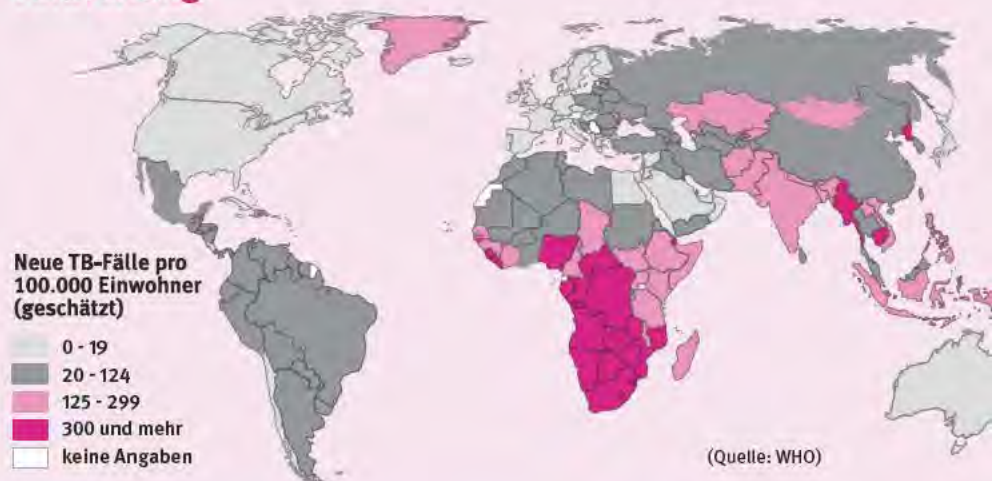 Neue TB-Fälle pro
100.000 Einwohner
(geschätzt)
0 - 19
20 - 124
125 - 299
300 und mehr
keine Angaben
(Quelle: WHO)